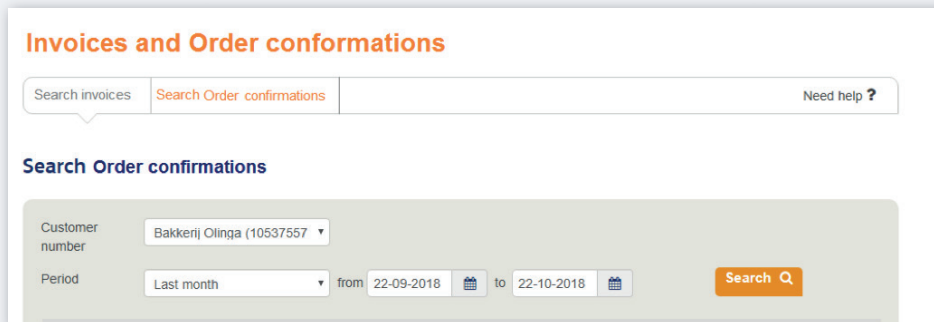 Invoices and Order conformations
Search invoices Search Order confirmations Need help ?
Search Order confirmations
Customer number Bakkerij Olinga (10537557
Period Last month from 22-09-2018 to 22-10-2018 Search